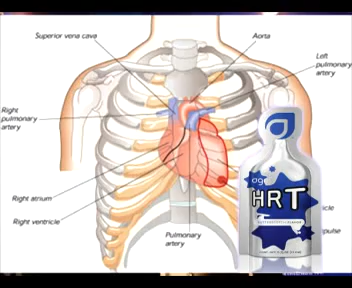 Superior vena cava
Aorta
Left
pulmonary
artery
Right
pulmonary
artery
Right atrium
Right ventricle
Pulmonary
artery
HRT